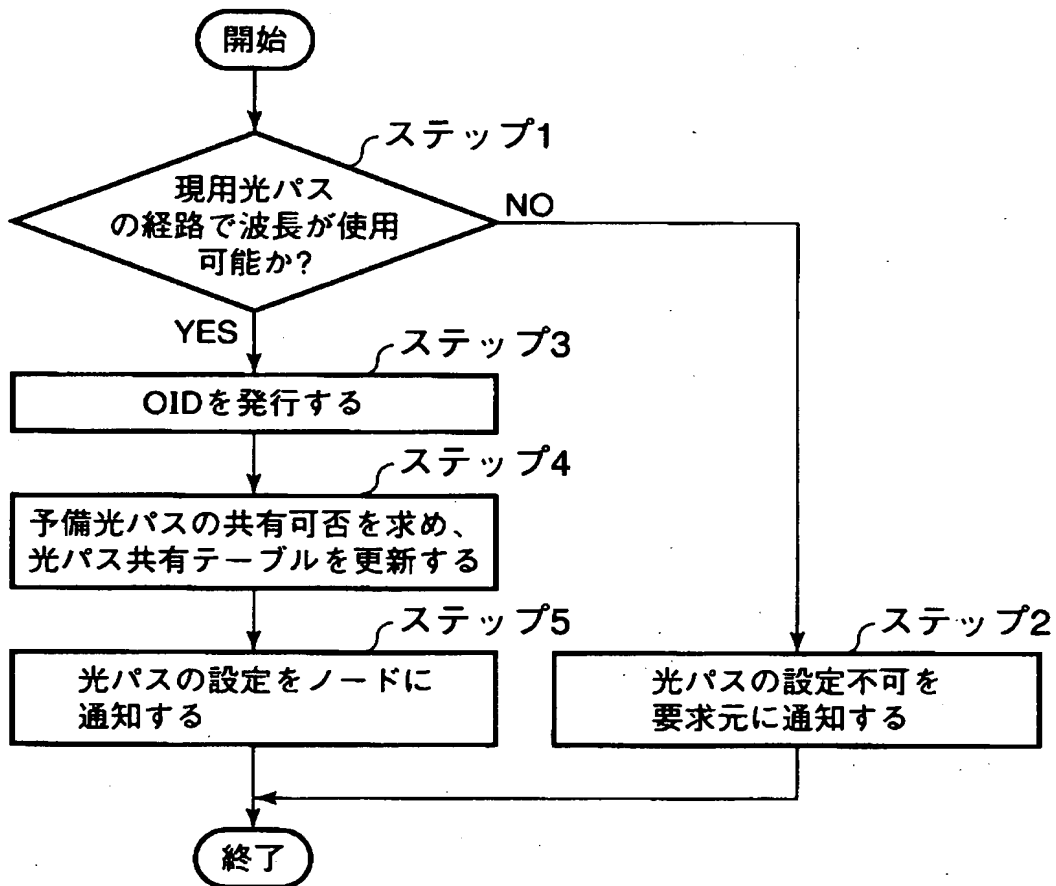 開始
ステップ1
現用光パス
の経路で波長が使用
可能か?
NO
YES
ステップ3
OIDを発行する
ステップ4
予備光パスの共有可否を求め、
光パス共有テーブルを更新する
ステップ5
光パスの設定をノードに
通知する
ステップ2
光パスの設定不可を
要求元に通知する
終了